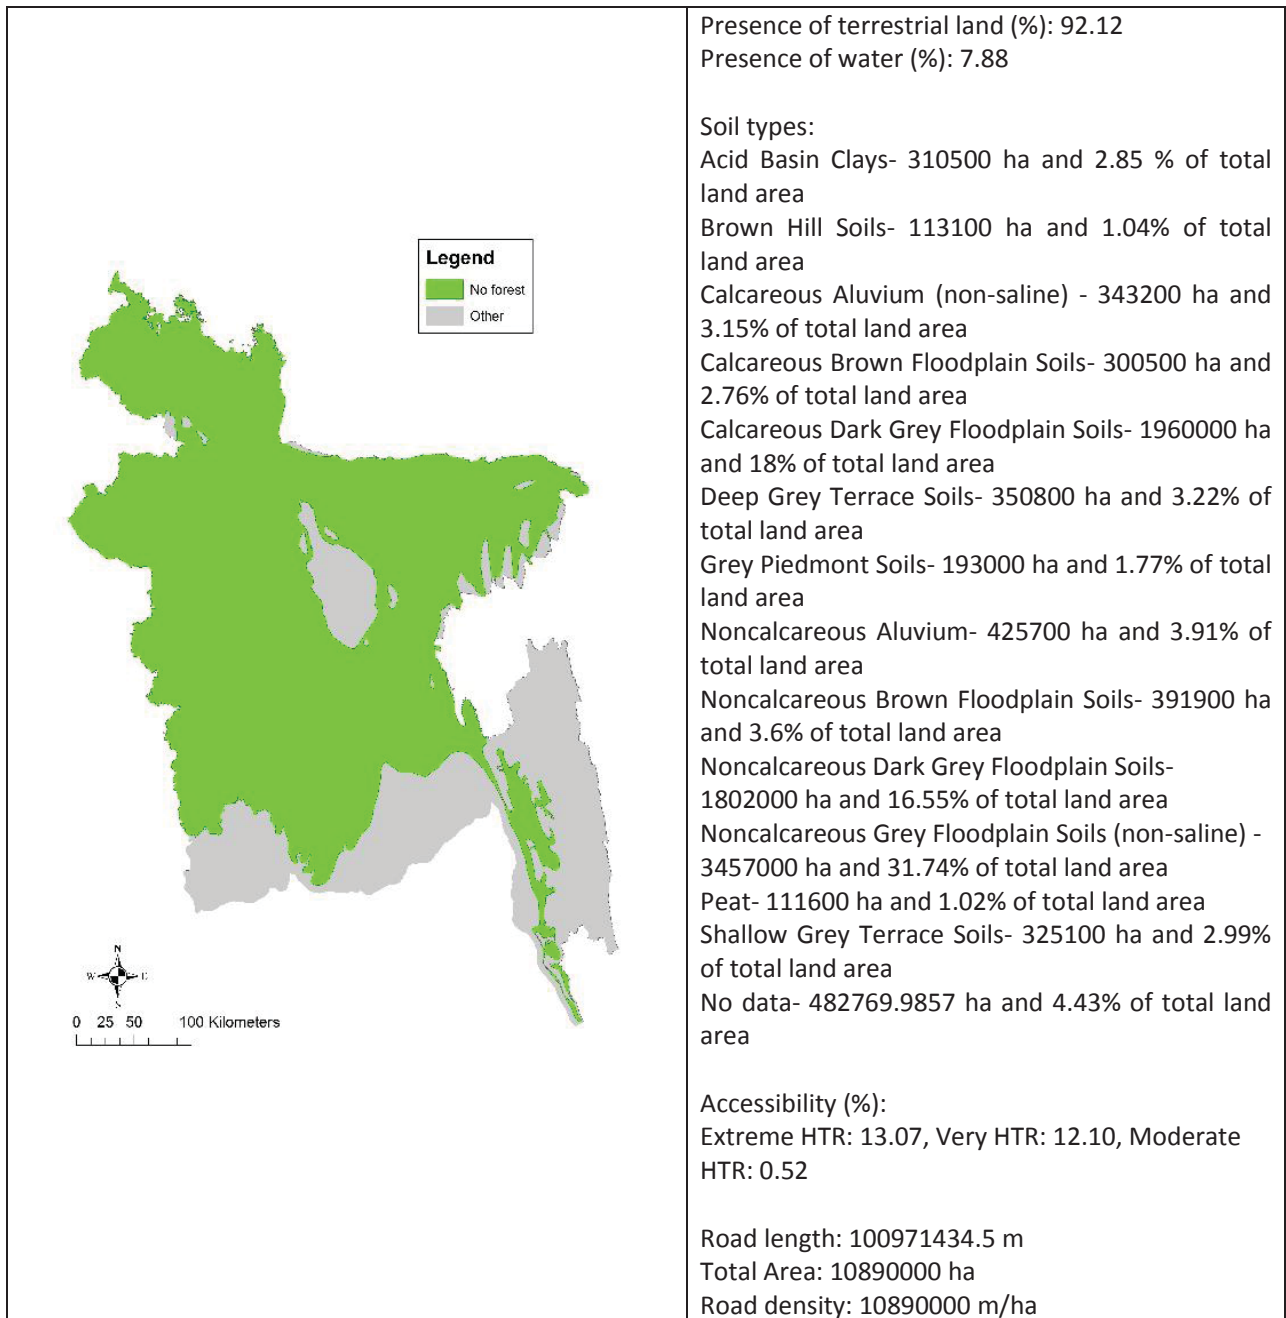 Legend
No forest
Other
N
W
E
S
0 25 50 100 Kilometers
Presence of terrestrial land (%): 92.12
Presence of water (%): 7.88
Soil types:
Acid Basin Clays- 310500 ha and 2.85 % of total
land area
Brown Hill Soils- 113100 ha and 1.04% of total
land area
Calcareous Aluvium (non-saline) - 343200 ha and
3.15% of total land area
Calcareous Brown Floodplain Soils- 300500 ha and
2.76% of total land area
Calcareous Dark Grey Floodplain Soils- 1960000 ha
and 18% of total land area
Deep Grey Terrace Soils- 350800 ha and 3.22% of
total land area
Grey Piedmont Soils- 193000 ha and 1.77% of total
land area
Noncalcareous Aluvium- 425700 ha and 3.91% of
total land area
Noncalcareous Brown Floodplain Soils- 391900 ha
and 3.6% of total land area
Noncalcareous Dark Grey Floodplain Soils-
1802000 ha and 16.55% of total land area
Noncalcareous Grey Floodplain Soils (non-saline) -
3457000 ha and 31.74% of total land area
Peat- 111600 ha and 1.02% of total land area
Shallow Grey Terrace Soils- 325100 ha and 2.99%
of total land area
No data- 482769.9857 ha and 4.43% of total land
area
Accessibility (%):
Extreme HTR: 13.07, Very HTR: 12.10, Moderate
HTR: 0.52
Road length: 100971434.5 m
Total Area: 10890000 ha
Road density: 10890000 m/ha